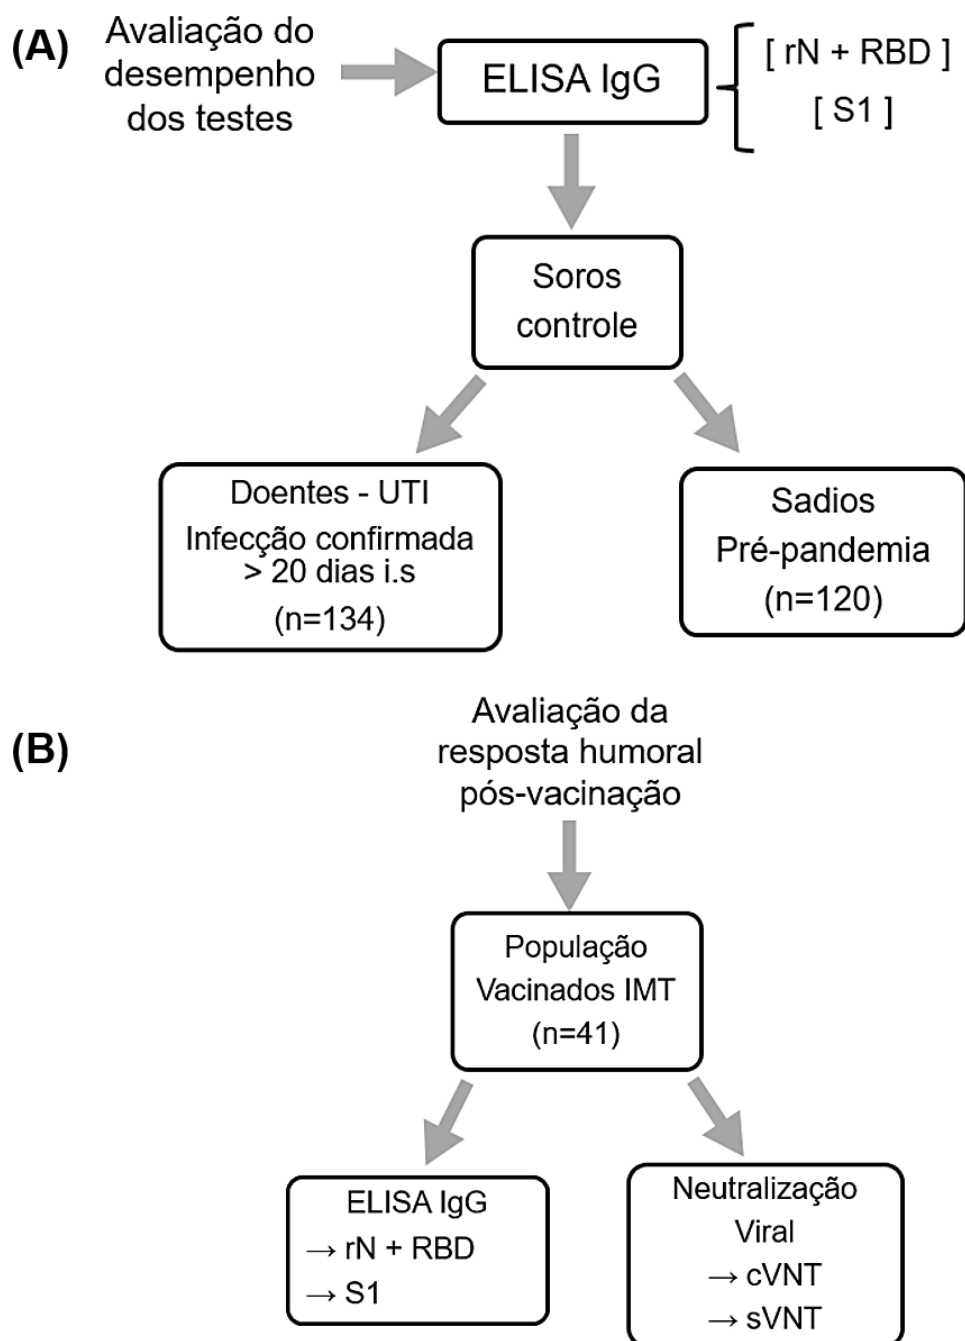 (A)
Avaliação do
desempenho
dos testes
ELISA IgG
[ rN + RBD ]
[ S1 ]
Soros
controle
Doentes - UTI
Infecção confirmada
> 20 dias i.s
(n=134)
Sadios
Pré-pandemia
(n=120)
(B)
Avaliação da
resposta humoral
pós-vacinação
População
Vacinados IMT
(n=41)
ELISA IgG
→ rN + RBD
→ S1
Neutralização
Viral
→ cVNT
→ sVNT